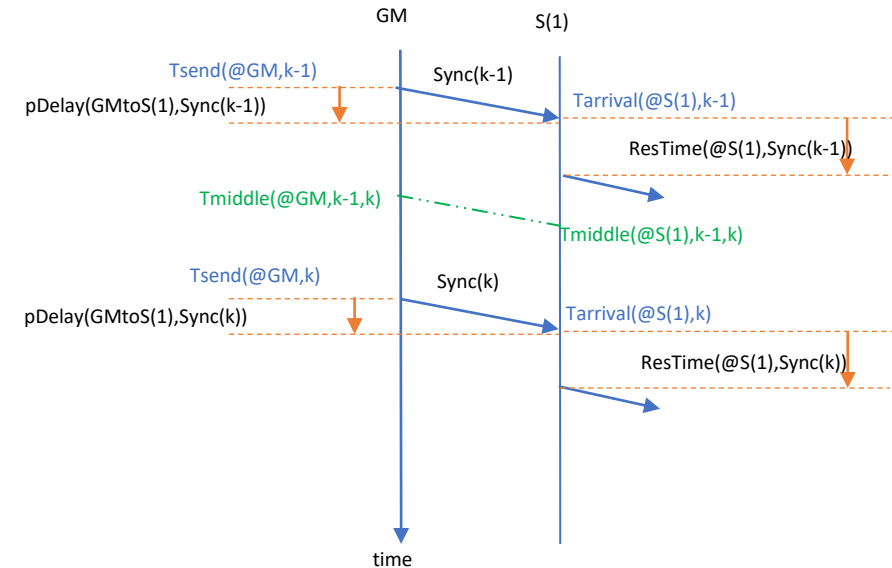 GM
S(1)
Tsend(@GM,k-1)
Sync(k-1)
pDelay(GMtoS(1),Sync(k-1))
Tarrival(@S(1),k-1)
ResTime(@S(1),Sync(k-1))
Tmiddle(@GM,k-1,k)
Tmiddle(@S(1),k-1,k)
Tsend(@GM,k)
Sync(k)
pDelay(GMtoS(1),Sync(k))
Tarrival(@S(1),k)
ResTime(@S(1),Sync(k))
time